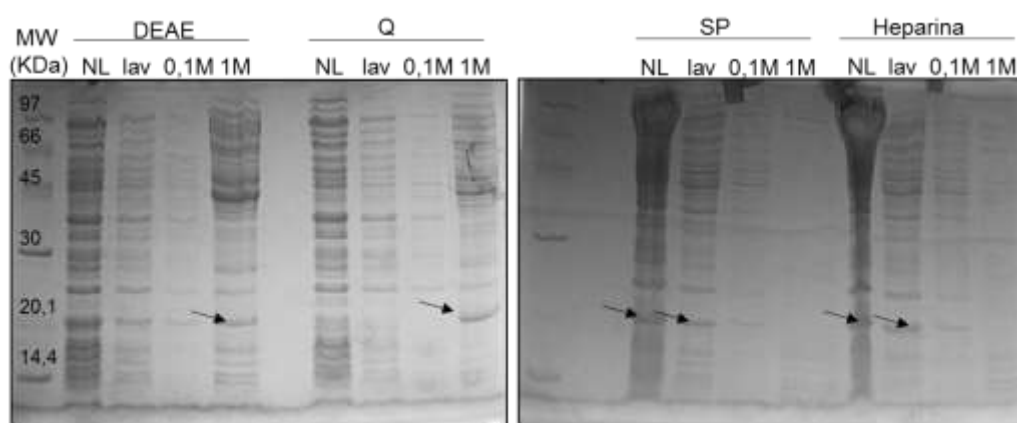 DEAE Q SP Heparina
MW
(KDa) NL lav 0,1M 1M NL lav 0,1M 1M NL lav 0,1M 1M NL lav 0,1M 1M
97
66
45
30
20,1
14,4